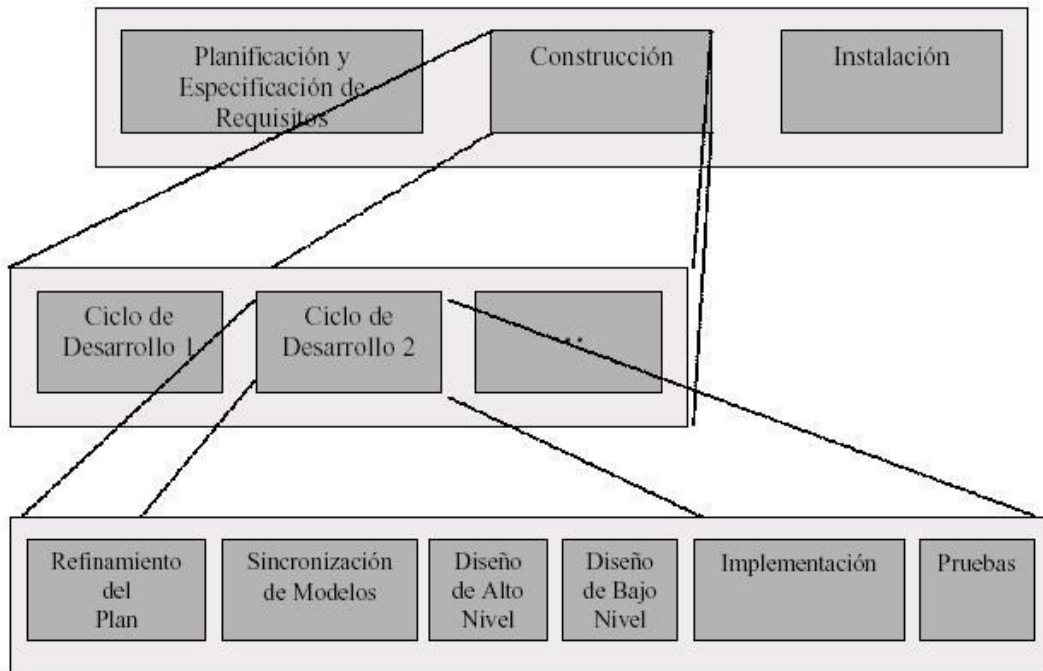 Planificación y
Especificación de
Requisitos
Construcción
Instalación
Ciclo de
Desarrollo 1
Ciclo de
Desarrollo 2
...
Refinamiento
del
Plan
Sincronización
de Modelos
Diseño
de Alto
Nivel
Diseño
de Bajo
Nivel
Implementación
Pruebas